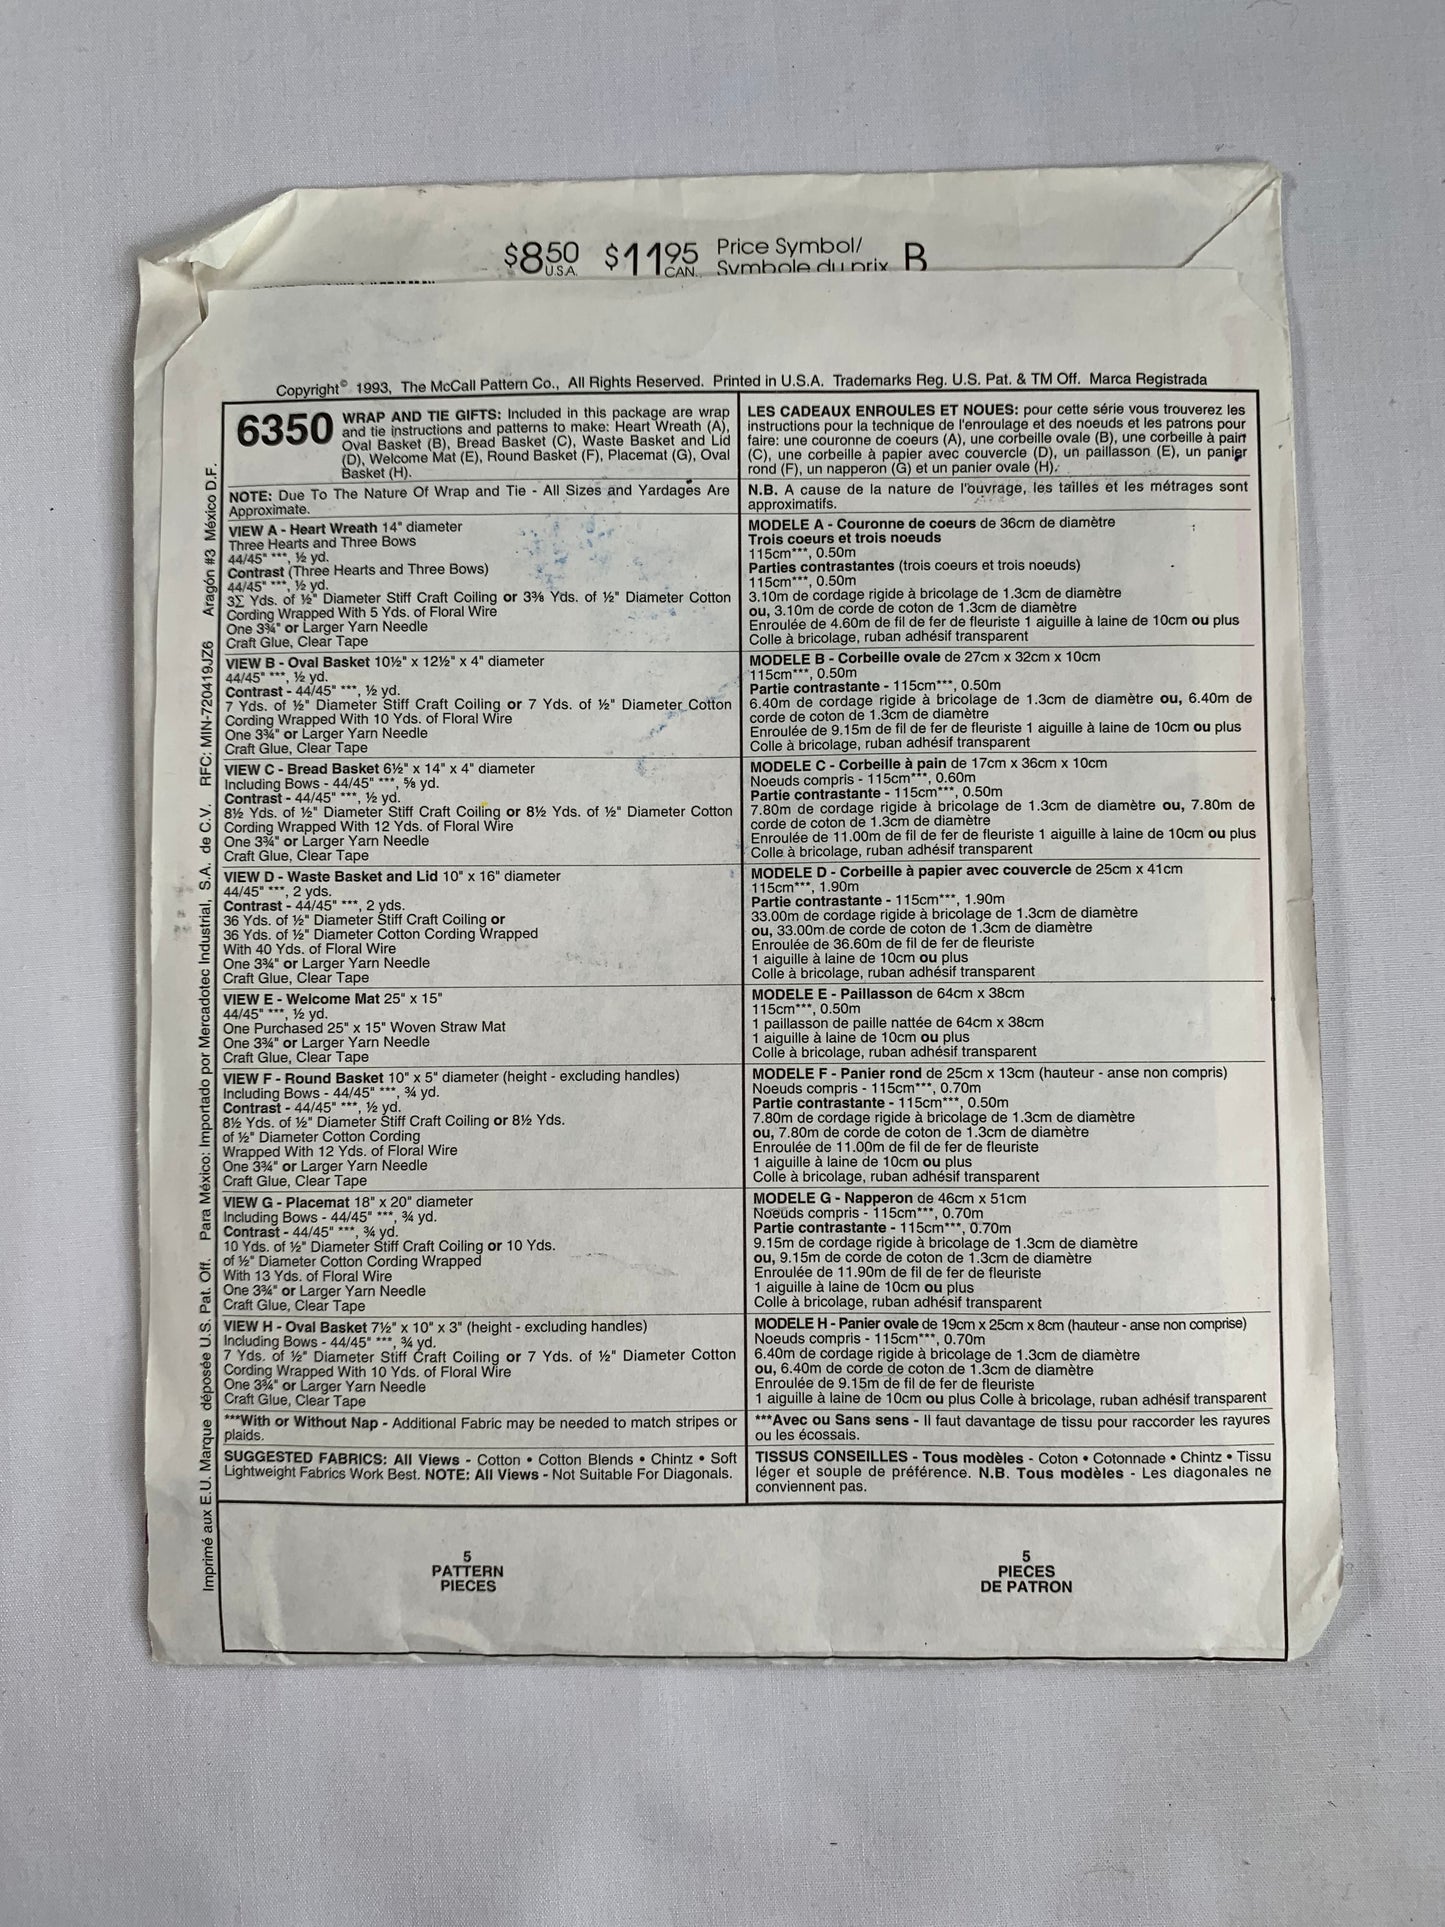 $8.50 U.S.A. $11.95 CAN. Price Symbol/ B
Symbole du prix
Copyright© 1993, The McCall Pattern Co., All Rights Reserved. Printed in U.S.A. Trademarks Reg. U.S. Pat. & TM Off. Marca Registrada
6350
WRAP AND TIE GIFTS: Included in this package are wrap
and tie instructions and patterns to make: Heart Wreath (A),
Oval Basket (B), Bread Basket (C), Waste Basket and Lid
(D), Welcome Mat (E), Round Basket (F), Placemat (G), Oval
Basket (H).
NOTE: Due To The Nature Of Wrap and Tie - All Sizes and Yardages Are
Approximate.
VIEW A - Heart Wreath 14" diameter
Three Hearts and Three Bows
44/45" ***, ½ yd.
Contrast (Three Hearts and Three Bows)
44/45" ***, ½ yd.
3Σ Yds. of ½" Diameter Stiff Craft Coiling or 3⅜ Yds. of ½" Diameter Cotton
Cording Wrapped With 5 Yds. of Floral Wire
One 3¾" or Larger Yarn Needle
Craft Glue, Clear Tape
VIEW B - Oval Basket 10½" x 12½" x 4" diameter
44/45" ***, ½ yd.
Contrast - 44/45" ***, ½ yd.
7 Yds. of ½" Diameter Stiff Craft Coiling or 7 Yds. of ½" Diameter Cotton
Cording Wrapped With 10 Yds. of Floral Wire
One 3¾" or Larger Yarn Needle
Craft Glue, Clear Tape
VIEW C - Bread Basket 6½" x 14" x 4" diameter
Including Bows - 44/45" ***, ⅝ yd.
Contrast - 44/45" ***, ½ yd.
8½ Yds. of ½" Diameter Stiff Craft Coiling or 8½ Yds. of ½" Diameter Cotton
Cording Wrapped With 12 Yds. of Floral Wire
One 3¾" or Larger Yarn Needle
Craft Glue, Clear Tape
VIEW D - Waste Basket and Lid 10" x 16" diameter
44/45" ***, 2 yds.
Contrast - 44/45" ***, 2 yds.
36 Yds. of ½" Diameter Stiff Craft Coiling or
36 Yds. of ½" Diameter Cotton Cording Wrapped
With 40 Yds. of Floral Wire
One 3¾" or Larger Yarn Needle
Craft Glue, Clear Tape
VIEW E - Welcome Mat 25" x 15"
44/45" ***, ½ yd.
One Purchased 25" x 15" Woven Straw Mat
One 3¾" or Larger Yarn Needle
Craft Glue, Clear Tape
VIEW F - Round Basket 10" x 5" diameter (height - excluding handles)
Including Bows - 44/45" ***, ¾ yd.
Contrast - 44/45" ***, ½ yd.
8½ Yds. of ½" Diameter Stiff Craft Coiling or 8½ Yds.
of ½" Diameter Cotton Cording
Wrapped With 12 Yds. of Floral Wire
One 3¾" or Larger Yarn Needle
Craft Glue, Clear Tape
VIEW G - Placemat 18" x 20" diameter
Including Bows - 44/45" ***, ¾ yd.
Contrast - 44/45" ***, ¾ yd.
10 Yds. of ½" Diameter Stiff Craft Coiling or 10 Yds.
of ½" Diameter Cotton Cording Wrapped
With 13 Yds. of Floral Wire
One 3¾" or Larger Yarn Needle
Craft Glue, Clear Tape
VIEW H - Oval Basket 7½" x 10" x 3" (height - excluding handles)
Including Bows - 44/45" ***, ¾ yd.
7 Yds. of ½" Diameter Stiff Craft Coiling or 7 Yds. of ½" Diameter Cotton
Cording Wrapped With 10 Yds. of Floral Wire
One 3¾" or Larger Yarn Needle
Craft Glue, Clear Tape
***With or Without Nap - Additional Fabric may be needed to match stripes or
plaids.
SUGGESTED FABRICS: All Views - Cotton • Cotton Blends • Chintz • Soft
Lightweight Fabrics Work Best. NOTE: All Views - Not Suitable For Diagonals.
5
PATTERN
PIECES
LES CADEAUX ENROULES ET NOUES: pour cette série vous trouverez les
instructions pour la technique de l'enroulage et des noeuds et les patrons pour
faire: une couronne de coeurs (A), une corbeille ovale (B), une corbeille à pain
(C), une corbeille à papier avec couvercle (D), un paillasson (E), un panier
rond (F), un napperon (G) et un panier ovale (H).
N.B. A cause de la nature de l'ouvrage, les tailles et les métrages sont
approximatifs.
MODELE A - Couronne de coeurs de 36cm de diamètre
Trois coeurs et trois noeuds
115cm***, 0.50m
Parties contrastantes (trois coeurs et trois noeuds)
115cm***, 0.50m
3.10m de cordage rigide à bricolage de 1.3cm de diamètre
ou, 3.10m de corde de coton de 1.3cm de diamètre
Enroulée de 4.60m de fil de fer de fleuriste 1 aiguille à laine de 10cm ou plus
Colle à bricolage, ruban adhésif transparent
MODELE B - Corbeille ovale de 27cm x 32cm x 10cm
115cm***, 0.50m
Partie contrastante - 115cm***, 0.50m
6.40m de cordage rigide à bricolage de 1.3cm de diamètre ou, 6.40m de
corde de coton de 1.3cm de diamètre
Enroulée de 9.15m de fil de fer de fleuriste 1 aiguille à laine de 10cm ou plus
Colle à bricolage, ruban adhésif transparent
MODELE C - Corbeille à pain de 17cm x 36cm x 10cm
Noeuds compris - 115cm***, 0.60m
Partie contrastante - 115cm***, 0.50m
7.80m de cordage rigide à bricolage de 1.3cm de diamètre ou, 7.80m de
corde de coton de 1.3cm de diamètre
Enroulée de 11.00m de fil de fer de fleuriste 1 aiguille à laine de 10cm ou plus
Colle à bricolage, ruban adhésif transparent
MODELE D - Corbeille à papier avec couvercle de 25cm x 41cm
115cm***, 1.90m
Partie contrastante - 115cm***, 1.90m
33.00m de cordage rigide à bricolage de 1.3cm de diamètre
ou, 33.00m de corde de coton de 1.3cm de diamètre
Enroulée de 36.60m de fil de fer de fleuriste
1 aiguille à laine de 10cm ou plus
Colle à bricolage, ruban adhésif transparent
MODELE E - Paillasson de 64cm x 38cm
115cm***, 0.50m
1 paillasson de paille nattée de 64cm x 38cm
1 aiguille à laine de 10cm ou plus
Colle à bricolage, ruban adhésif transparent
MODELE F - Panier rond de 25cm x 13cm (hauteur - anse non compris)
Noeuds compris - 115cm***, 0.70m
Partie contrastante - 115cm***, 0.50m
7.80m de cordage rigide à bricolage de 1.3cm de diamètre
ou, 7.80m de corde de coton de 1.3cm de diamètre
Enroulée de 11.00m de fil de fer de fleuriste
1 aiguille à laine de 10cm ou plus
Colle à bricolage, ruban adhésif transparent
MODELE G - Napperon de 46cm x 51cm
Noeuds compris - 115cm***, 0.70m
Partie contrastante - 115cm***, 0.70m
9.15m de cordage rigide à bricolage de 1.3cm de diamètre
ou, 9.15m de corde de coton de 1.3cm de diamètre
Enroulée de 11.90m de fil de fer de fleuriste
1 aiguille à laine de 10cm ou plus
Colle à bricolage, ruban adhésif transparent
MODELE H - Panier ovale de 19cm x 25cm x 8cm (hauteur - anse non comprise)
Noeuds compris - 115cm***, 0.70m
6.40m de cordage rigide à bricolage de 1.3cm de diamètre
ou, 6.40m de corde de coton de 1.3cm de diamètre
Enroulée de 9.15m de fil de fer de fleuriste
1 aiguille à laine de 10cm ou plus Colle à bricolage, ruban adhésif transparent
***Avec ou Sans sens - Il faut davantage de tissu pour raccorder les rayures
ou les écossais.
TISSUS CONSEILLES - Tous modèles - Coton • Cotonnade • Chintz • Tissu
léger et souple de préférence. N.B. Tous modèles - Les diagonales ne
conviennent pas.
5
PIECES
DE PATRON
Imprimé aux E.U. Marque déposée U.S. Pat. Off. Para México: Importado por Mercadotec Industrial, S.A. de C.V. RFC: MIN-720419JZ6 Aragón #3 México D.F.